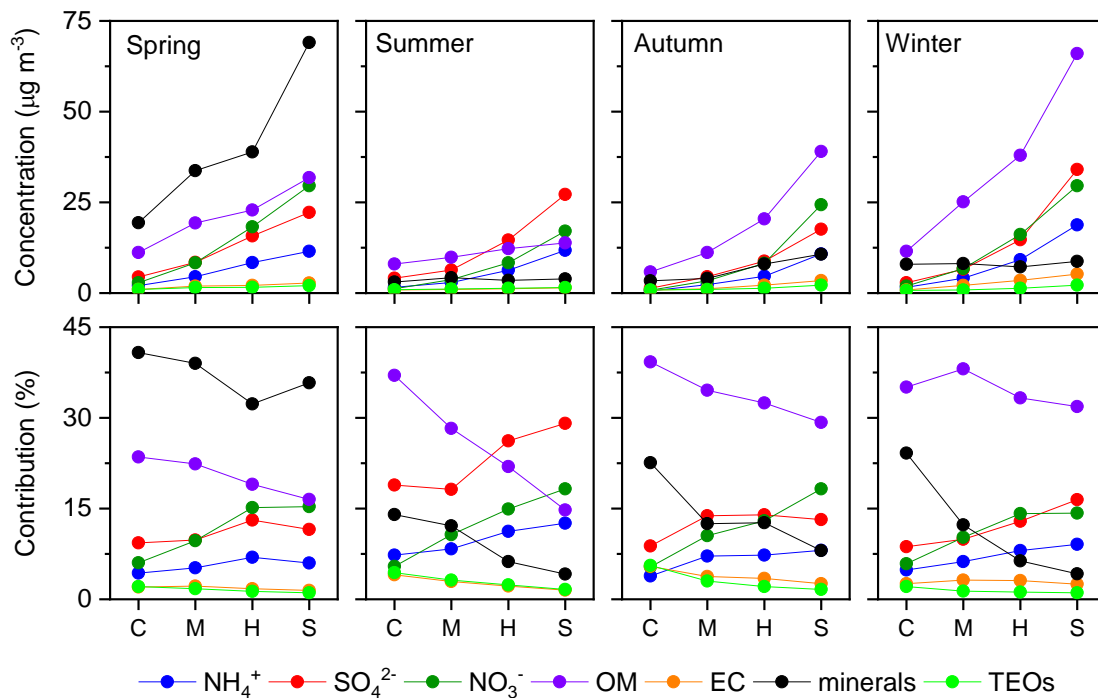 Concentration (μg m⁻³)
75
50
25
0
Spring
Summer
Autumn
Winter
Contribution (%)
45
30
15
0
C M H S
C M H S
C M H S
C M H S
NH₄⁺ SO₄²⁻ NO₃⁻ OM EC minerals TEOs